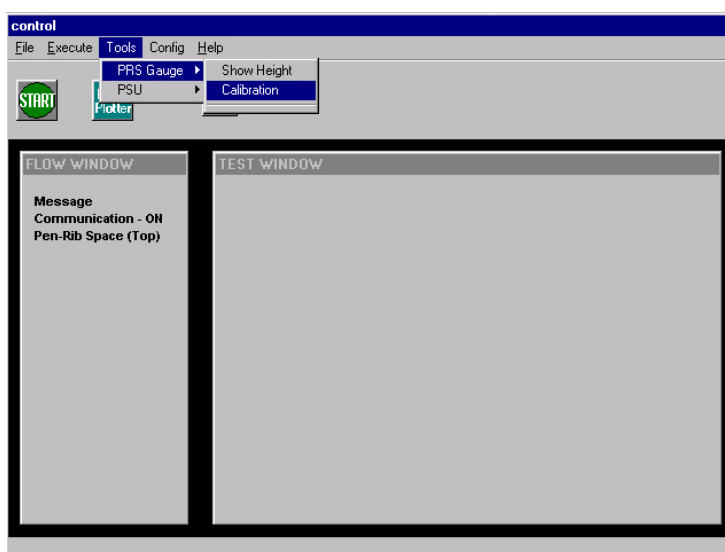 control
File Execute Tools Config Help
PRS Gauge Show Height
PSU Calibration
START
Plotter
FLOW WINDOW
TEST WINDOW
Message
Communication - ON
Pen-Rib Space (Top)